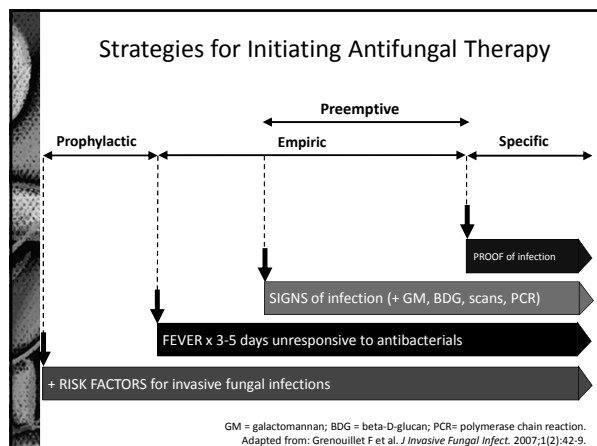 Strategies for Initiating Antifungal Therapy
Preemptive
Prophylactic
Empiric
Specific
PROOF of infection
SIGNS of infection (+ GM, BDG, scans, PCR)
FEVER x 3-5 days unresponsive to antibacterials
+ RISK FACTORS for invasive fungal infections
GM = galactomannan; BDG = beta-D-glucan; PCR= polymerase chain reaction.
Adapted from: Grenouillet F et al. J Invasive Fungal Infect. 2007;1(2):42-9.